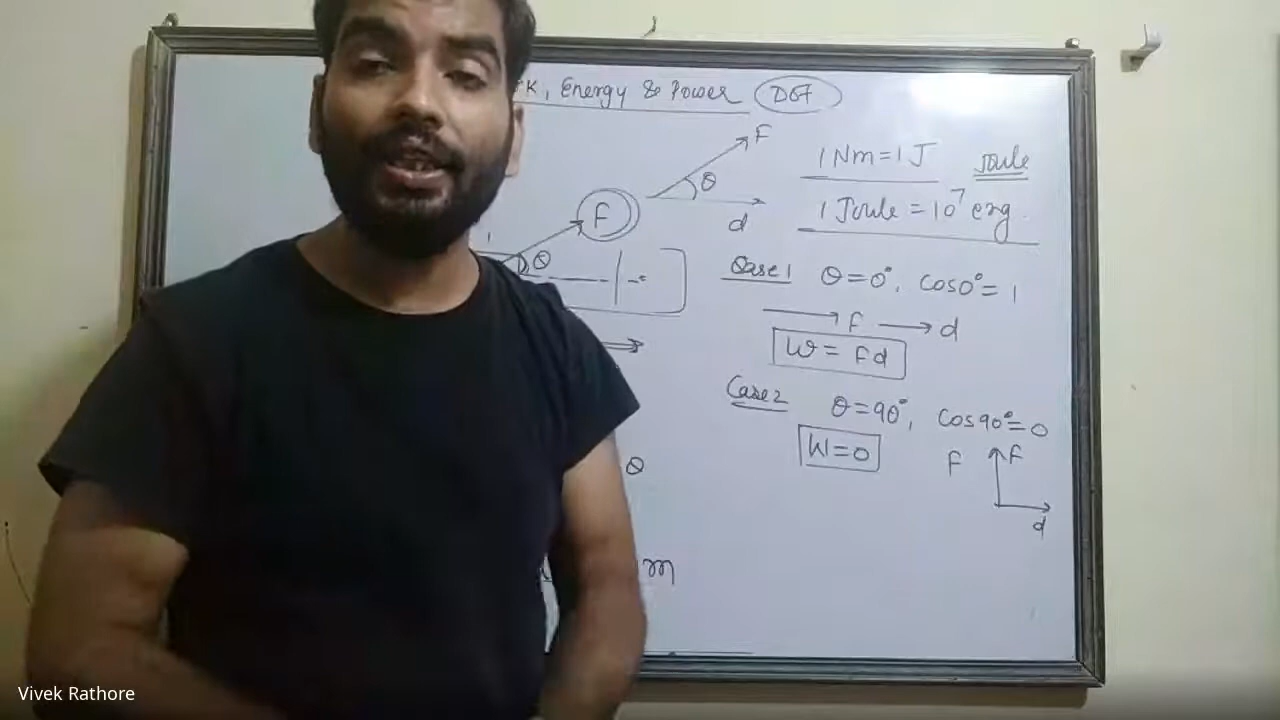 rk, Energy & Power
F
θ
d
F
θ
1 Nm = 1 J Joule
1 Joule = 10⁷ erg.
Case 1 θ = 0°, cos 0° = 1
F d
W = Fd
Case 2 θ = 90°, Cos 90° = 0
W = 0 F F
d
θ
m
Vivek Rathore